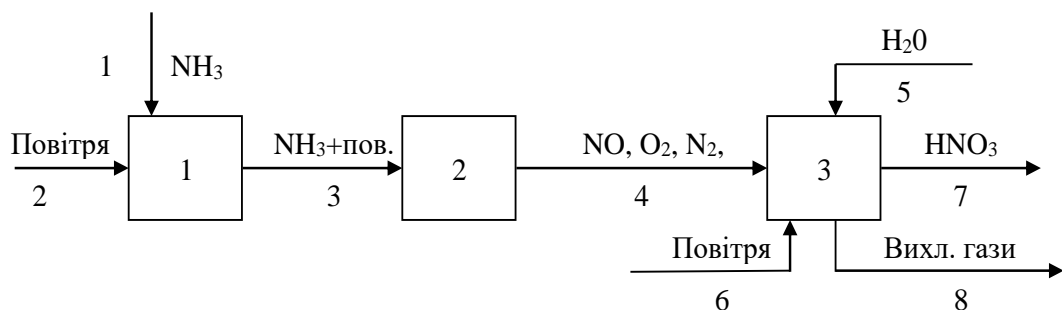 H₂0
1
NH₃
5
Повітря
NH₃+пов.
NO, O₂, N₂,
HNO₃
1
2
3
2
3
4
7
Повітря
Вихл. гази
6
8